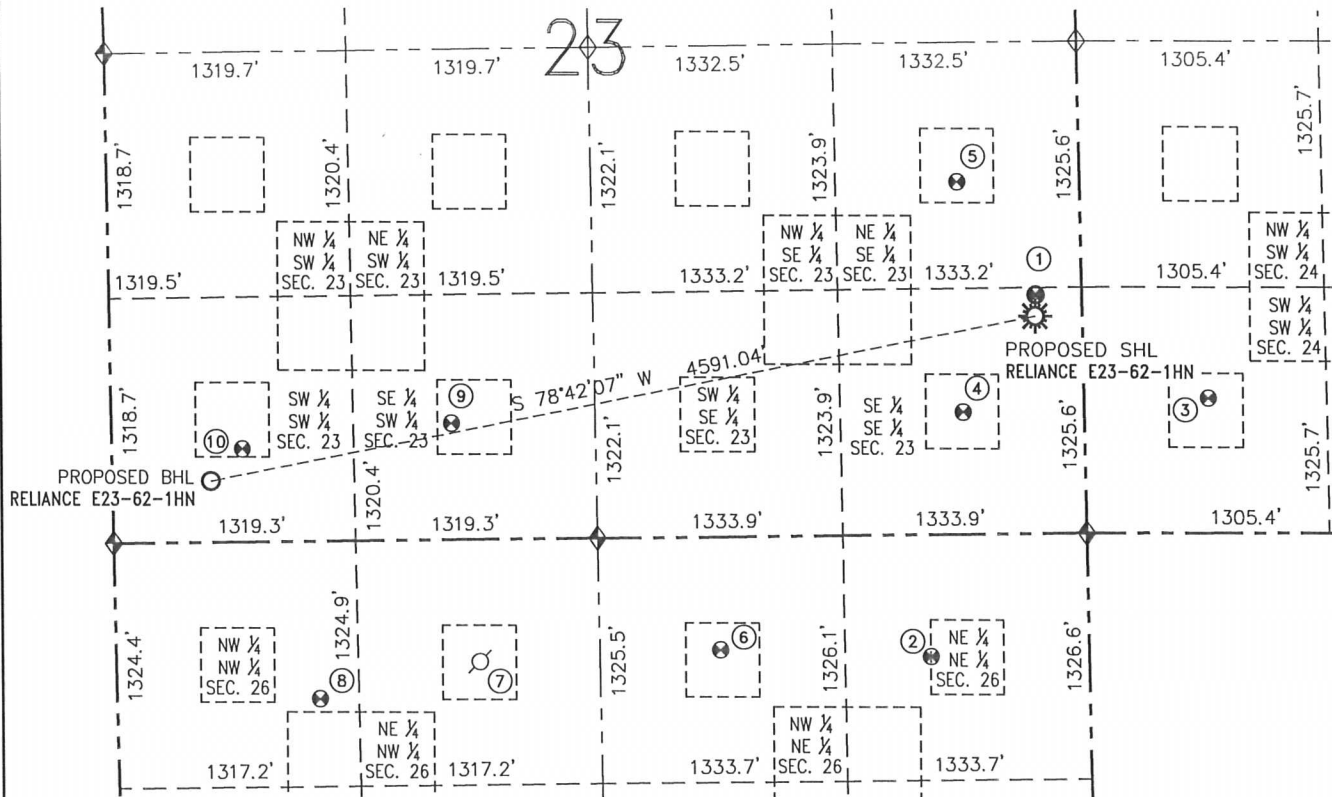 23
1319.7'
1319.7'
1332.5'
1332.5'
1305.4'
1318.7'
1320.4'
1322.1'
1323.9'
1325.6'
1325.7'
5
NW ¼
SW ¼
SEC. 23
NE ¼
SW ¼
SEC. 23
NW ¼
SE ¼
SEC. 23
NE ¼
SE ¼
SEC. 23
NW ¼
SW ¼
SEC. 24
1
1319.5'
1319.5'
1333.2'
1333.2'
1305.4'
SW ¼
SW ¼
SEC. 24
PROPOSED SHL
RELIANCE E23-62-1HN
S 78°42'07" W 4591.04'
1318.7'
10
SW ¼
SW ¼
SEC. 23
SE ¼
SW ¼
SEC. 23
9
1322.1'
SW ¼
SE ¼
SEC. 23
1323.9'
SE ¼
SE ¼
SEC. 23
4
1325.6'
3
1325.7'
PROPOSED BHL
RELIANCE E23-62-1HN
1320.4'
1319.3'
1319.3'
1333.9'
1333.9'
1305.4'
1324.4'
NW ¼
NW ¼
SEC. 26
1324.9'
8
7
1325.5'
6
1326.1'
2
NE ¼
NE ¼
SEC. 26
1326.6'
NE ¼
NW ¼
SEC. 26
NW ¼
NE ¼
SEC. 26
1317.2'
1317.2'
1333.7'
1333.7'